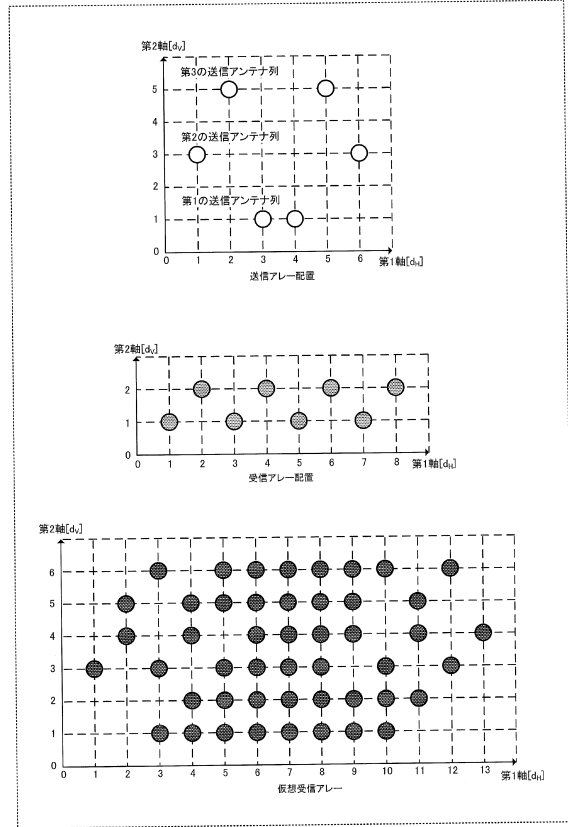 第2軸[dV]
第3の送信アンテナ列
5
4
第2の送信アンテナ列
3
2
第1の送信アンテナ列
1
0
0 1 2 3 4 5 6 第1軸[dH]
送信アレー配置
第2軸[dV]
2
1
0
0 1 2 3 4 5 6 7 8 第1軸[dH]
受信アレー配置
第2軸[dV]
6
5
4
3
2
1
0
0 1 2 3 4 5 6 7 8 9 10 11 12 13 第1軸[dH]
仮想受信アレー